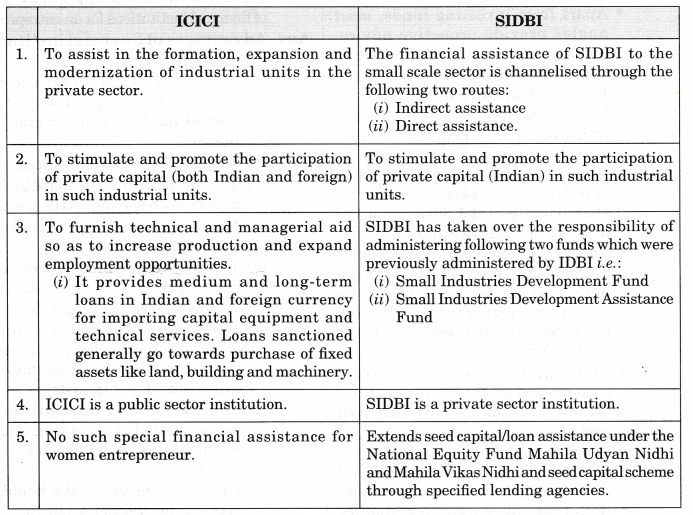 ICICI
SIDBI
1.
To assist in the formation, expansion and
modernization of industrial units in the
private sector.
The financial assistance of SIDBI to the
small scale sector is channelised through the
following two routes:
(i) Indirect assistance
(ii) Direct assistance.
2.
To stimulate and promote the participation
of private capital (both Indian and foreign)
in such industrial units.
To stimulate and promote the participation
of private capital (Indian) in such industrial
units.
3.
To furnish technical and managerial aid
so as to increase production and expand
employment opportunities.
(i) It provides medium and long-term
loans in Indian and foreign currency
for importing capital equipment and
technical services. Loans sanctioned
generally go towards purchase of fixed
assets like land, building and machinery.
SIDBI has taken over the responsibility of
administering following two funds which were
previously administered by IDBI i.e.:
(i) Small Industries Development Fund
(ii) Small Industries Development Assistance
Fund
4.
ICICI is a public sector institution.
SIDBI is a private sector institution.
5.
No such special financial assistance for
women entrepreneur.
Extends seed capital/loan assistance under the
National Equity Fund Mahila Udyan Nidhi
and Mahila Vikas Nidhi and seed capital scheme
through specified lending agencies.